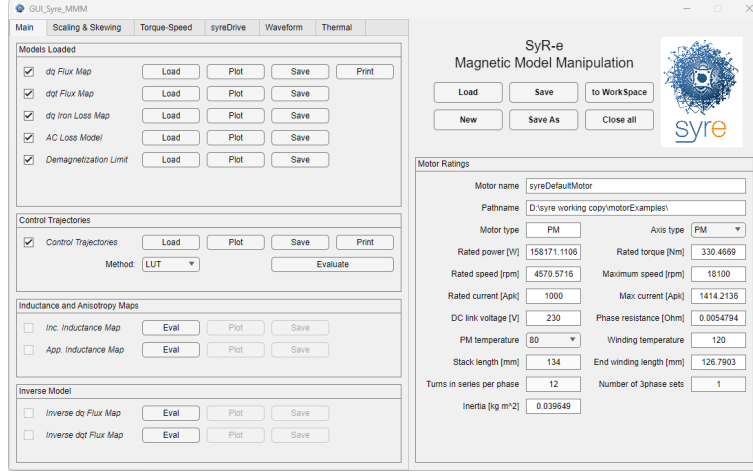 GUI_Syre_MMM
Main Scaling & Skewing Torque-Speed syreDrive Waveform Thermal
Models Loaded
dq Flux Map Load Plot Save Print
dqt Flux Map Load Plot Save
dq Iron Loss Map Load Plot Save
AC Loss Model Load Plot Save
Demagnetization Limit Load Plot Save
Control Trajectories
Control Trajectories Load Plot Save Print
Method: LUT Evaluate
Inductance and Anisotropy Maps
Inc. Inductance Map Eval Plot Save
App. Inductance Map Eval Plot Save
Inverse Model
Inverse dq Flux Map Eval Plot Save
Inverse dqt Flux Map Eval Plot Save
SyR-e
Magnetic Model Manipulation
Load Save to WorkSpace
New Save As Close all
syre
Motor Ratings
Motor name syreDefaultMotor
Pathname D:\syre working copy\motorExamples\
Motor type PM Axis type PM
Rated power [W] 158171.1106 Rated torque [Nm] 330.4669
Rated speed [rpm] 4570.5716 Maximum speed [rpm] 18100
Rated current [Apk] 1000 Max current [Apk] 1414.2136
DC link voltage [V] 230 Phase resistance [Ohm] 0.0054794
PM temperature 80 Winding temperature 120
Stack length [mm] 134 End winding length [mm] 126.7903
Turns in series per phase 12 Number of 3phase sets 1
Inertia [kg m^2] 0.039649